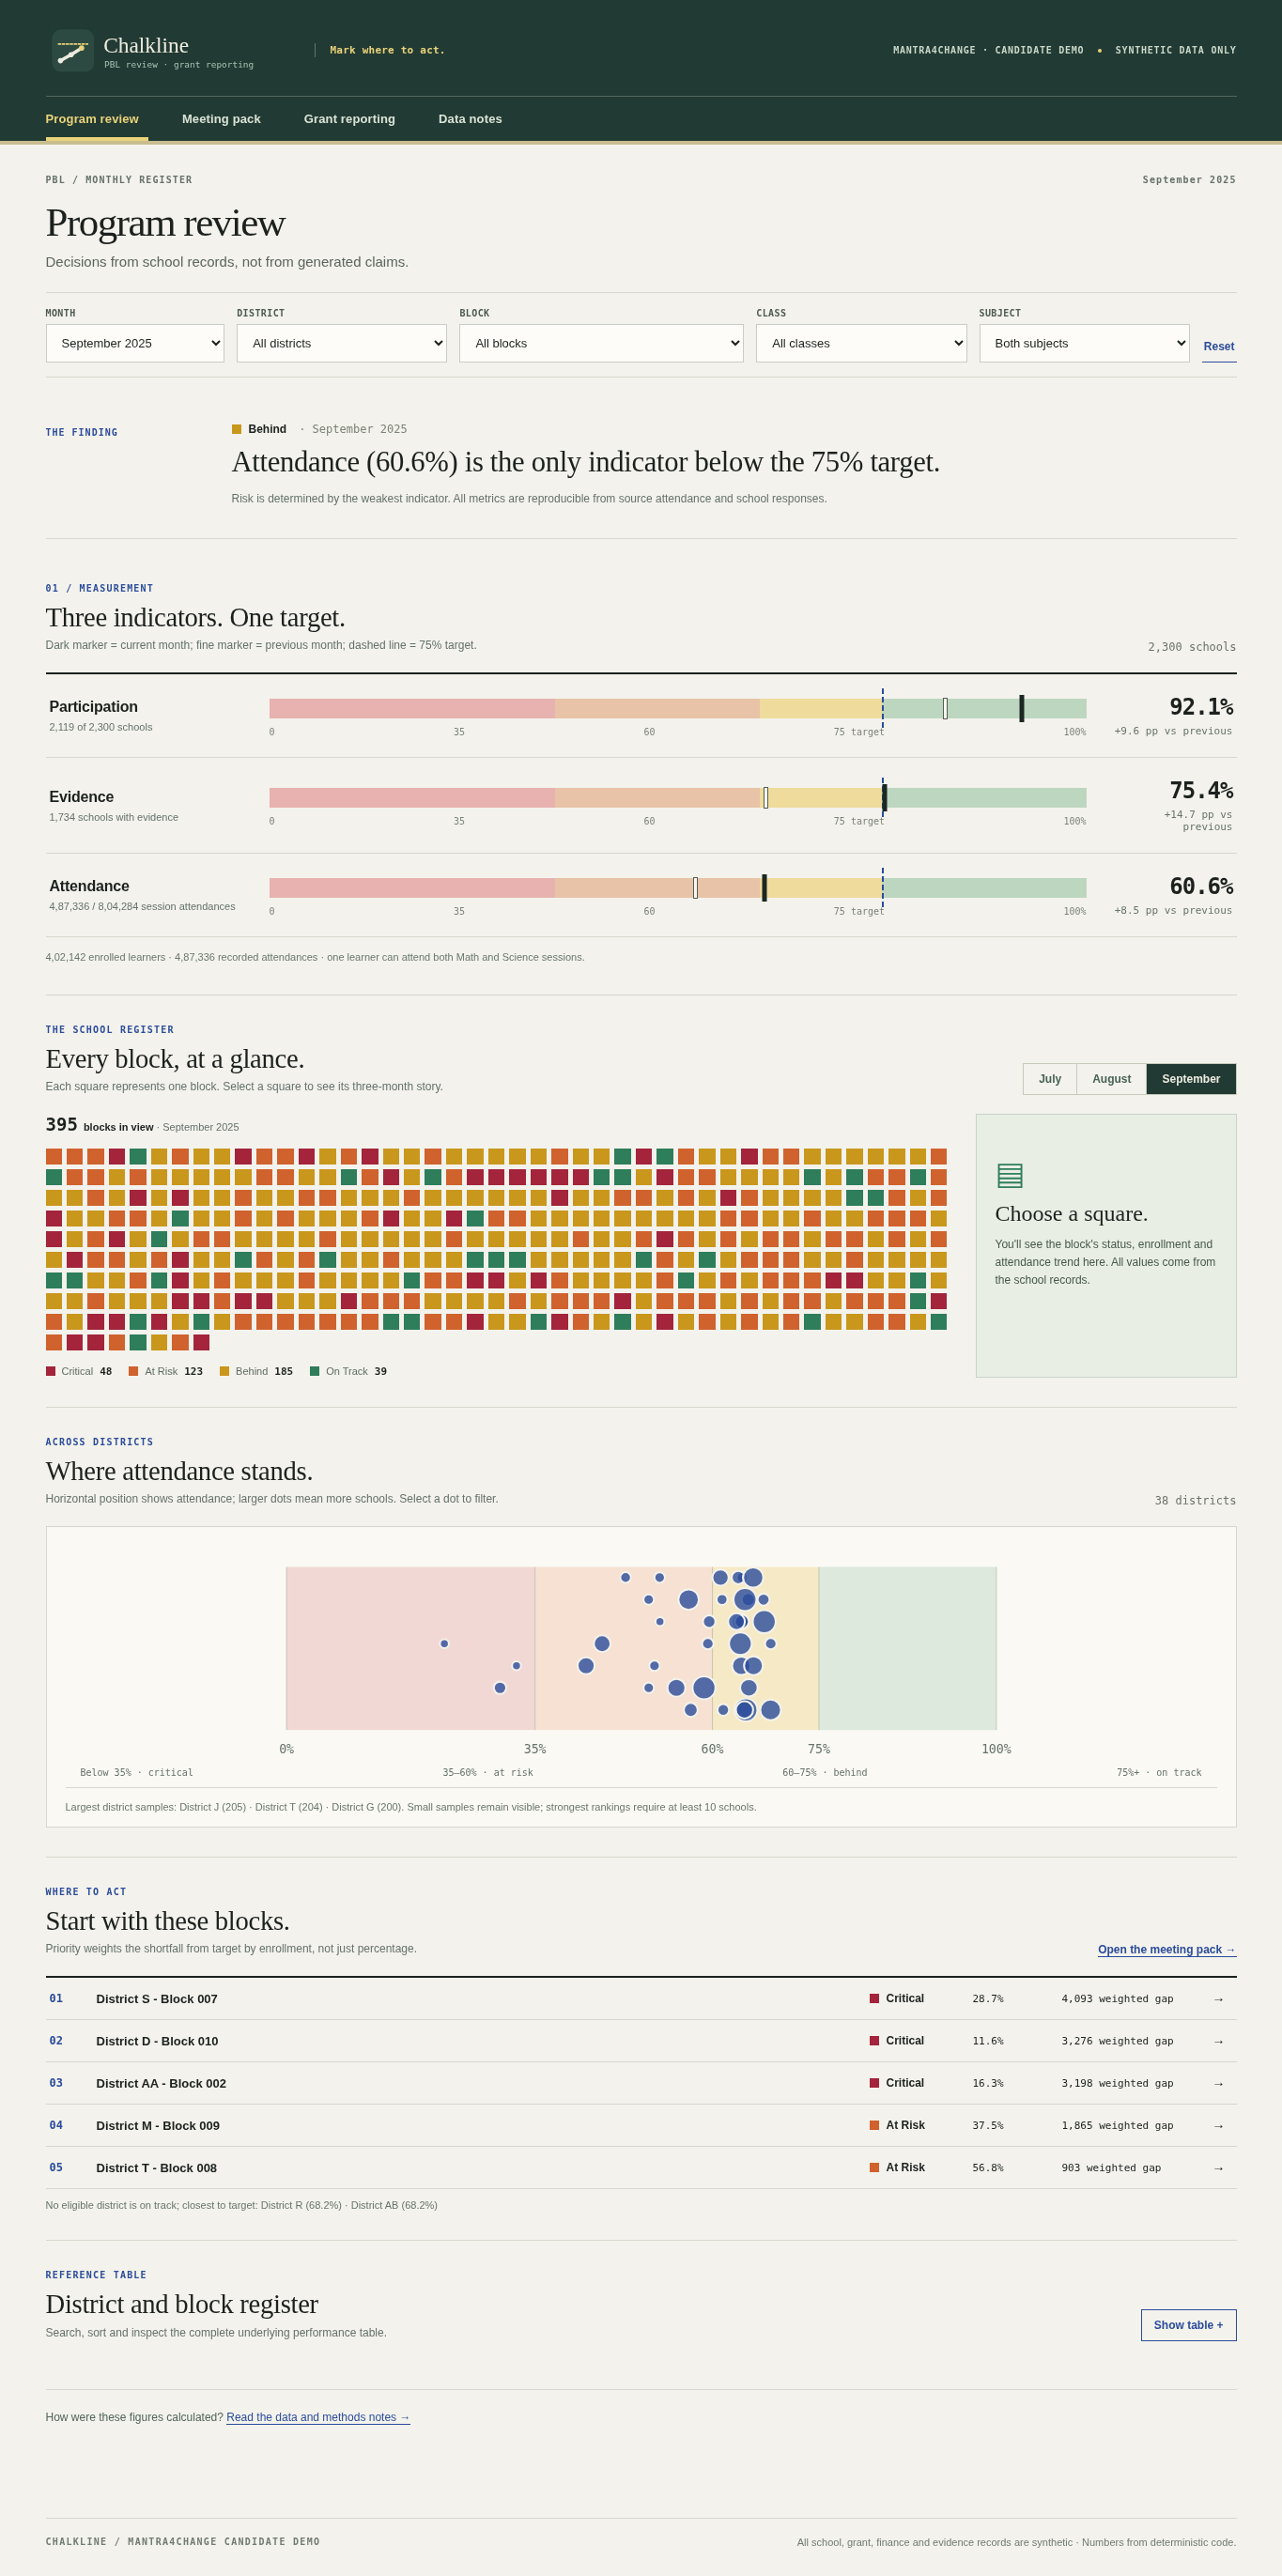 Chalkline
PBL review · grant reporting
Mark where to act.
MANTRA4CHANGE · CANDIDATE DEMO • SYNTHETIC DATA ONLY
Program review
Meeting pack
Grant reporting
Data notes
PBL / MONTHLY REGISTER
September 2025
Program review
Decisions from school records, not from generated claims.
MONTH
DISTRICT
BLOCK
CLASS
SUBJECT
September 2025
All districts
All blocks
All classes
Both subjects
Reset
THE FINDING
Behind · September 2025
Attendance (60.6%) is the only indicator below the 75% target.
Risk is determined by the weakest indicator. All metrics are reproducible from source attendance and school responses.
01 / MEASUREMENT
Three indicators. One target.
Dark marker = current month; fine marker = previous month; dashed line = 75% target.
2,300 schools
Participation
2,119 of 2,300 schools
0 35 60 75 target 100%
92.1%
+9.6 pp vs previous
Evidence
1,734 schools with evidence
0 35 60 75 target 100%
75.4%
+14.7 pp vs
previous
Attendance
4,87,336 / 8,04,284 session attendances
0 35 60 75 target 100%
60.6%
+8.5 pp vs previous
4,02,142 enrolled learners · 4,87,336 recorded attendances · one learner can attend both Math and Science sessions.
THE SCHOOL REGISTER
Every block, at a glance.
Each square represents one block. Select a square to see its three-month story.
July
August
September
395 blocks in view · September 2025
Choose a square.
You'll see the block's status, enrollment and
attendance trend here. All values come from
the school records.
Critical 48
At Risk 123
Behind 185
On Track 39
ACROSS DISTRICTS
Where attendance stands.
Horizontal position shows attendance; larger dots mean more schools. Select a dot to filter.
38 districts
0% 35% 60% 75% 100%
Below 35% · critical
35–60% · at risk
60–75% · behind
75%+ · on track
Largest district samples: District J (205) · District T (204) · District G (200). Small samples remain visible; strongest rankings require at least 10 schools.
WHERE TO ACT
Start with these blocks.
Priority weights the shortfall from target by enrollment, not just percentage.
Open the meeting pack →
01 District S - Block 007 Critical 28.7% 4,093 weighted gap →
02 District D - Block 010 Critical 11.6% 3,276 weighted gap →
03 District AA - Block 002 Critical 16.3% 3,198 weighted gap →
04 District M - Block 009 At Risk 37.5% 1,865 weighted gap →
05 District T - Block 008 At Risk 56.8% 903 weighted gap →
No eligible district is on track; closest to target: District R (68.2%) · District AB (68.2%)
REFERENCE TABLE
District and block register
Search, sort and inspect the complete underlying performance table.
Show table +
How were these figures calculated? Read the data and methods notes →
CHALKLINE / MANTRA4CHANGE CANDIDATE DEMO
All school, grant, finance and evidence records are synthetic · Numbers from deterministic code.